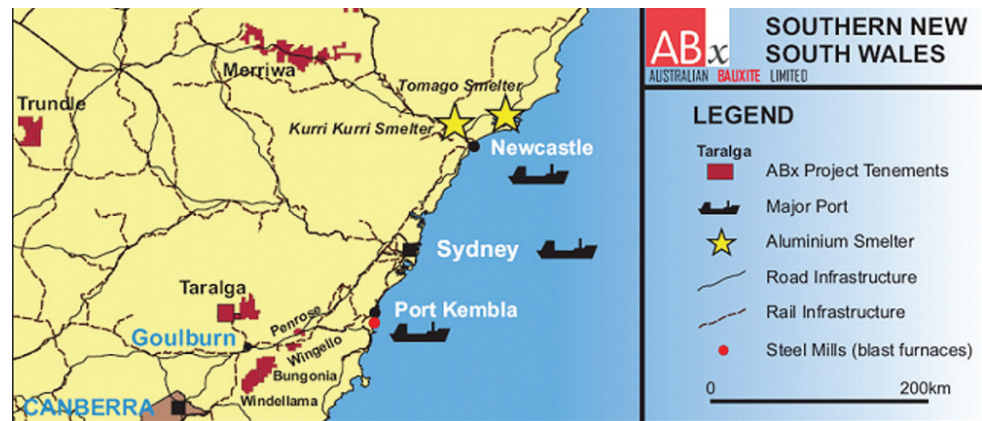 Merriwa
Trundle
Tomago Smelter
Kurri Kurri Smelter
Newcastle
Sydney
Taralga
Penrose
Port Kembla
Goulburn
Wingello
Bungonia
Windellama
CANBERRA
ABx
AUSTRALIAN BAUXITE LIMITED
SOUTHERN NEW
SOUTH WALES
LEGEND
Taralga
ABx Project Tenements
Major Port
Aluminium Smelter
Road Infrastructure
Rail Infrastructure
Steel Mills (blast furnaces)
0 200km